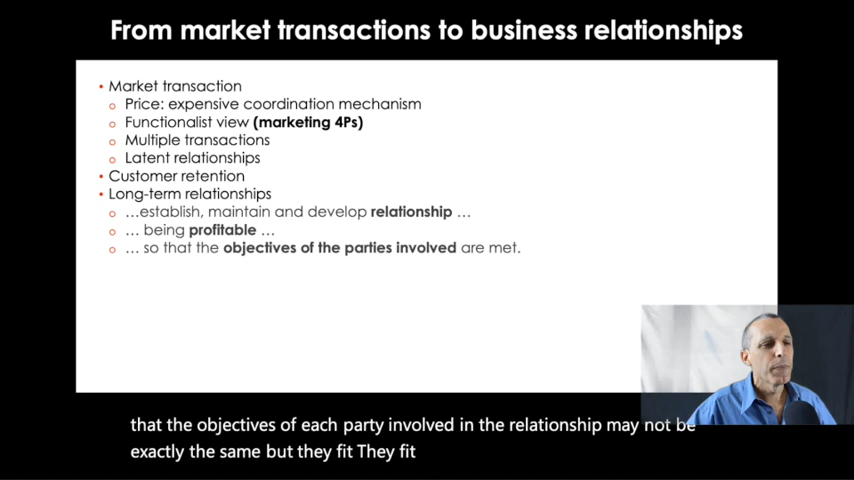 From market transactions to business relationships
• Market transaction
o Price: expensive coordination mechanism
o Functionalist view (marketing 4Ps)
o Multiple transactions
o Latent relationships
• Customer retention
• Long-term relationships
o …establish, maintain and develop relationship …
o … being profitable …
o … so that the objectives of the parties involved are met.
that the objectives of each party involved in the relationship may not be
exactly the same but they fit They fit